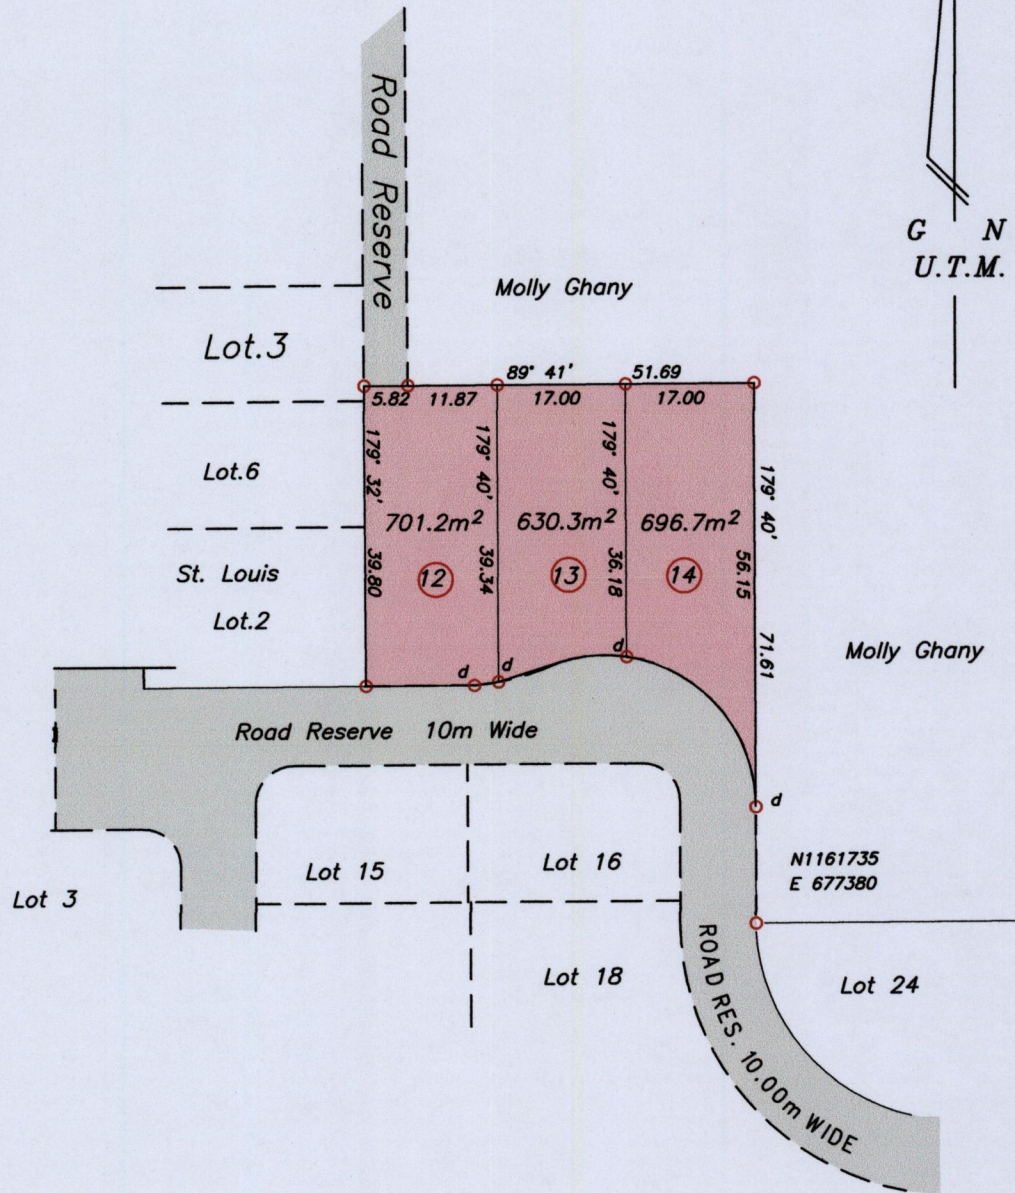 Road Reserve
G N
U.T.M.
Molly Ghany
Lot.3
89° 41' 51.69
5.82 11.87 17.00 17.00
Lot.6
179° 32' 39.80
179° 40' 39.34
179° 40' 36.18
179° 40' 56.15 71.61
701.2m² 630.3m² 696.7m²
12 13 14
St. Louis
Lot.2
Molly Ghany
d d d
Road Reserve 10m Wide
d
N1161735
E 677380
Lot 15
Lot 16
Lot 3
Lot 18
Lot 24
ROAD RES. 10.00m WIDE